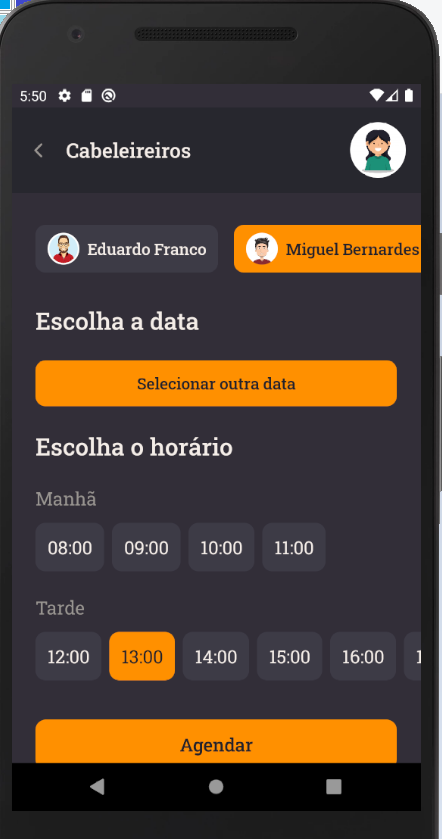 5:50
Cabeleireiros
Eduardo Franco Miguel Bernardes
Escolha a data
Selecionar outra data
Escolha o horário
Manhã
08:00 09:00 10:00 11:00
Tarde
12:00 13:00 14:00 15:00 16:00 1
Agendar